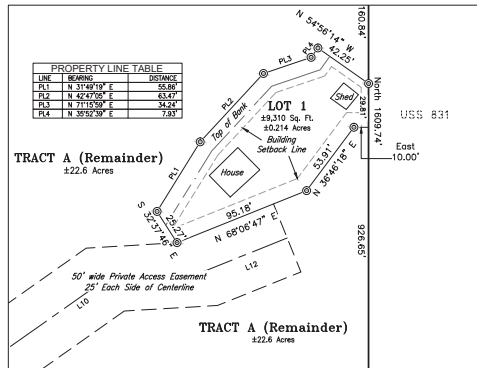 160.84'
N 54°56'14" W
42.25'
PL3
PL4
PROPERTY LINE TABLE
LINE BEARING DISTANCE
PL1 N 31°49'19" E 55.86'
PL2 N 42°47'05" E 63.47'
PL3 N 71°15'59" E 34.24'
PL4 N 35°52'39" E 7.93'
PL2
LOT 1
±9,310 Sq. Ft.
±0.214 Acres
Shed
29.81'
North 1609.74'
USS 831
Top of Bank
Building
Setback Line
East
10.00'
TRACT A (Remainder)
±22.6 Acres
PL1
House
53.91'
N 36°46'18" E
S 32°37'46" E
25.27'
95.18'
N 68°06'47" E
926.65'
50' wide Private Access Easement
25' Each Side of Centerline
L12
L10
TRACT A (Remainder)
±22.6 Acres